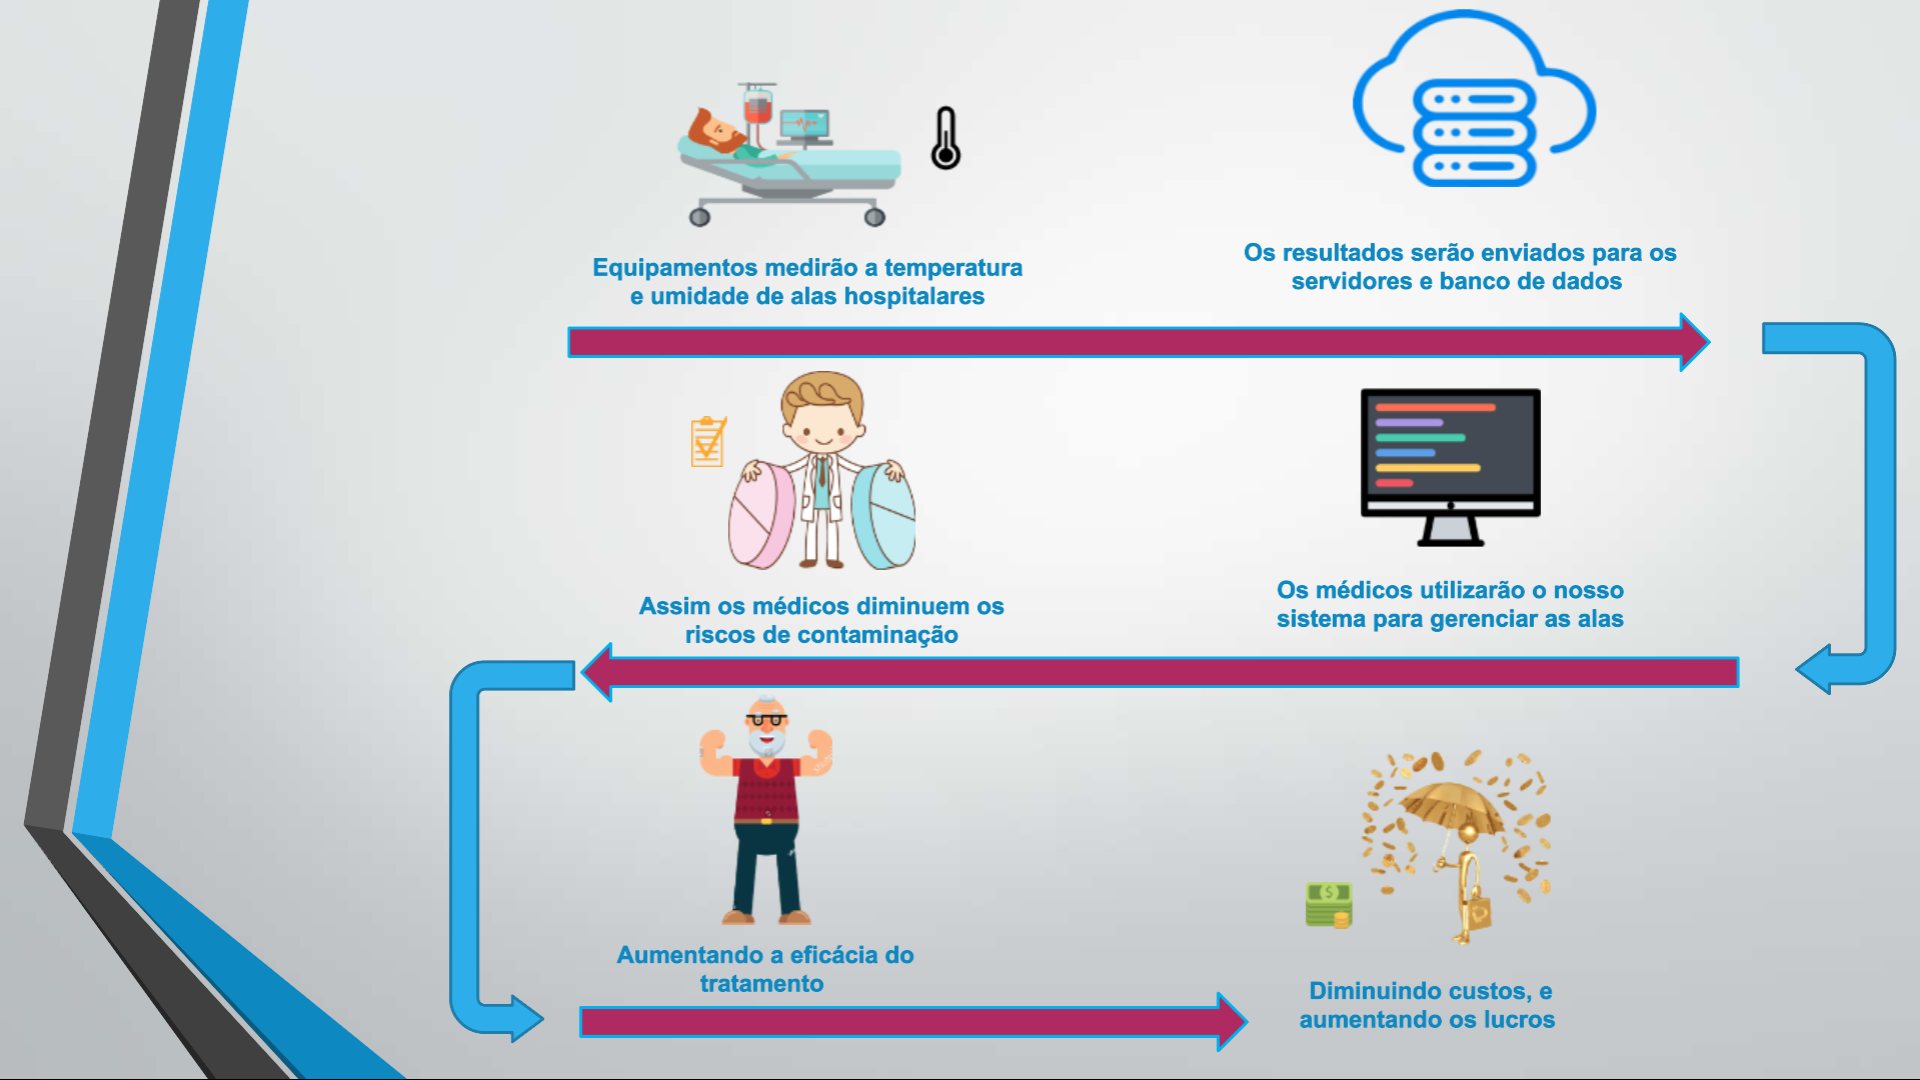 Equipamentos medirão a temperatura
e umidade de alas hospitalares
Os resultados serão enviados para os
servidores e banco de dados
Os médicos utilizarão o nosso
sistema para gerenciar as alas
Assim os médicos diminuem os
riscos de contaminação
Aumentando a eficácia do
tratamento
Diminuindo custos, e
aumentando os lucros